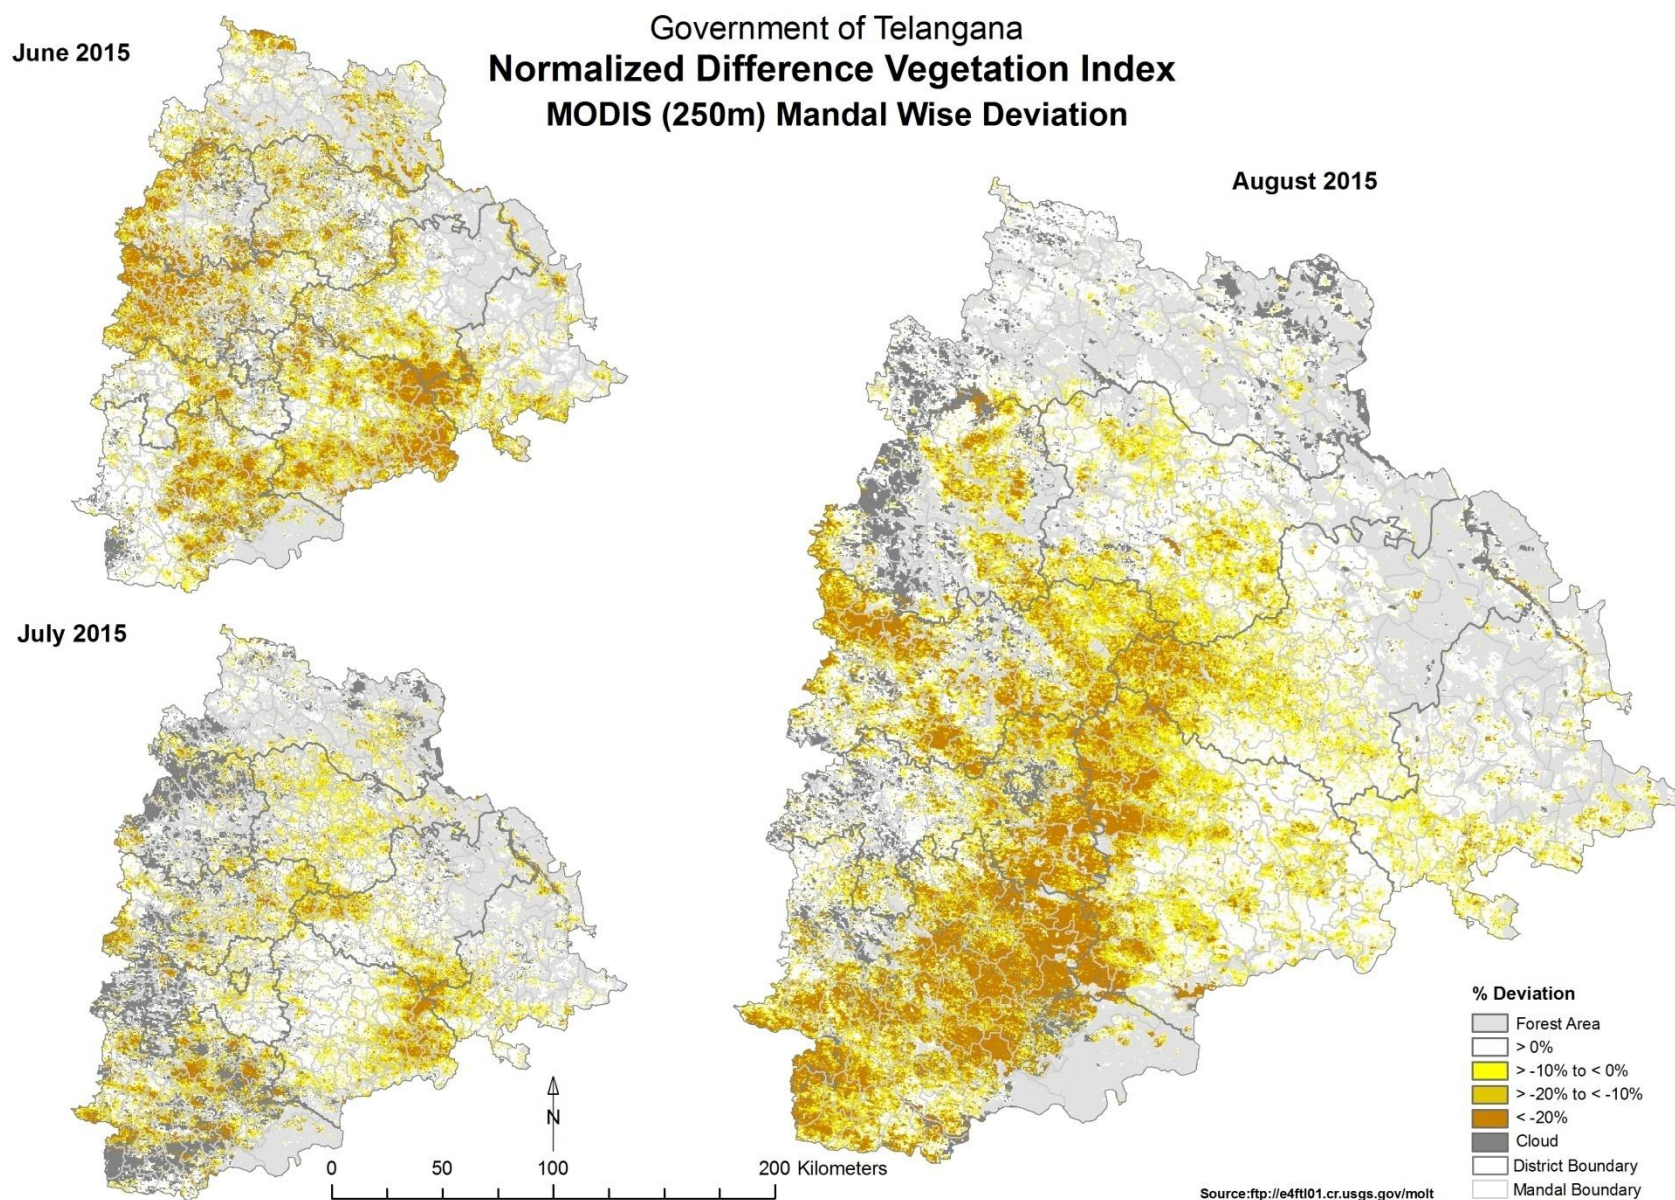 Government of Telangana
Normalized Difference Vegetation Index
MODIS (250m) Mandal Wise Deviation
June 2015
August 2015
July 2015
N
0 50 100 200 Kilometers
% Deviation
Forest Area
> 0%
> -10% to < 0%
> -20% to < -10%
< -20%
Cloud
District Boundary
Mandal Boundary
Source:ftp://e4ftl01.cr.usgs.gov/molt